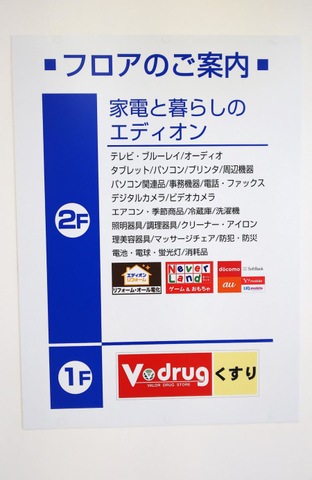 フロアのご案内
2F
家電と暮らしの
エディオン
テレビ・ブルーレイ/オーディオ
タブレット/パソコン/プリンタ/周辺機器
パソコン関連品/事務機器/電話・ファックス
デジタルカメラ/ビデオカメラ
エアコン・季節商品/冷蔵庫/洗濯機
照明器具/調理器具/クリーナー・アイロン
理美容器具/マッサージチェア/防犯・防災
電池・電球・蛍光灯/消耗品
エディオン
リフォーム
リフォーム・オール電化
Never
Land
ゲーム&おもちゃ
döcomo
SoftBank
au
Y!mobile
UQ mobile
1F
V・drug
VALOR DRUG STORE
くすり